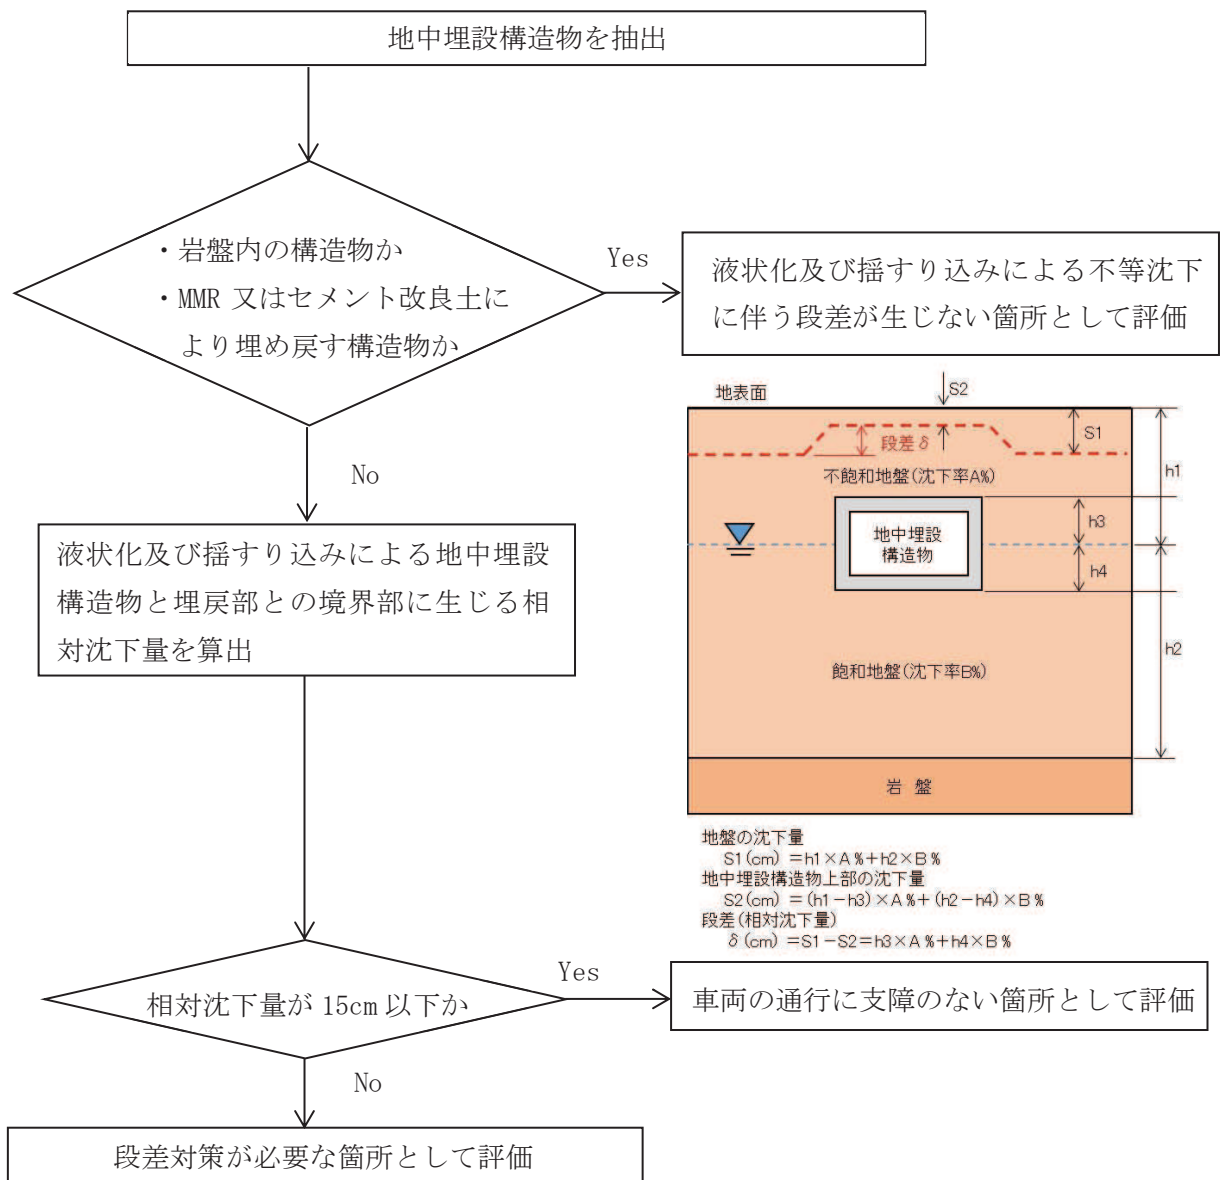 地中埋設構造物を抽出
・岩盤内の構造物か
・MMR 又はセメント改良土に
より埋め戻す構造物か
Yes
液状化及び揺すり込みによる不等沈下
に伴う段差が生じない箇所として評価
No
液状化及び揺すり込みによる地中埋設
構造物と埋戻部との境界部に生じる相
対沈下量を算出
地表面
S2
S1
段差δ
h1
不飽和地盤(沈下率A%)
h3
地中埋設
構造物
h4
h2
飽和地盤(沈下率B%)
岩 盤
地盤の沈下量
S1(cm) =h1×A%+h2×B%
地中埋設構造物上部の沈下量
S2(cm) =(h1-h3)×A%+(h2-h4)×B%
段差(相対沈下量)
δ(cm) =S1-S2=h3×A%+h4×B%
相対沈下量が 15cm 以下か
Yes
車両の通行に支障のない箇所として評価
No
段差対策が必要な箇所として評価